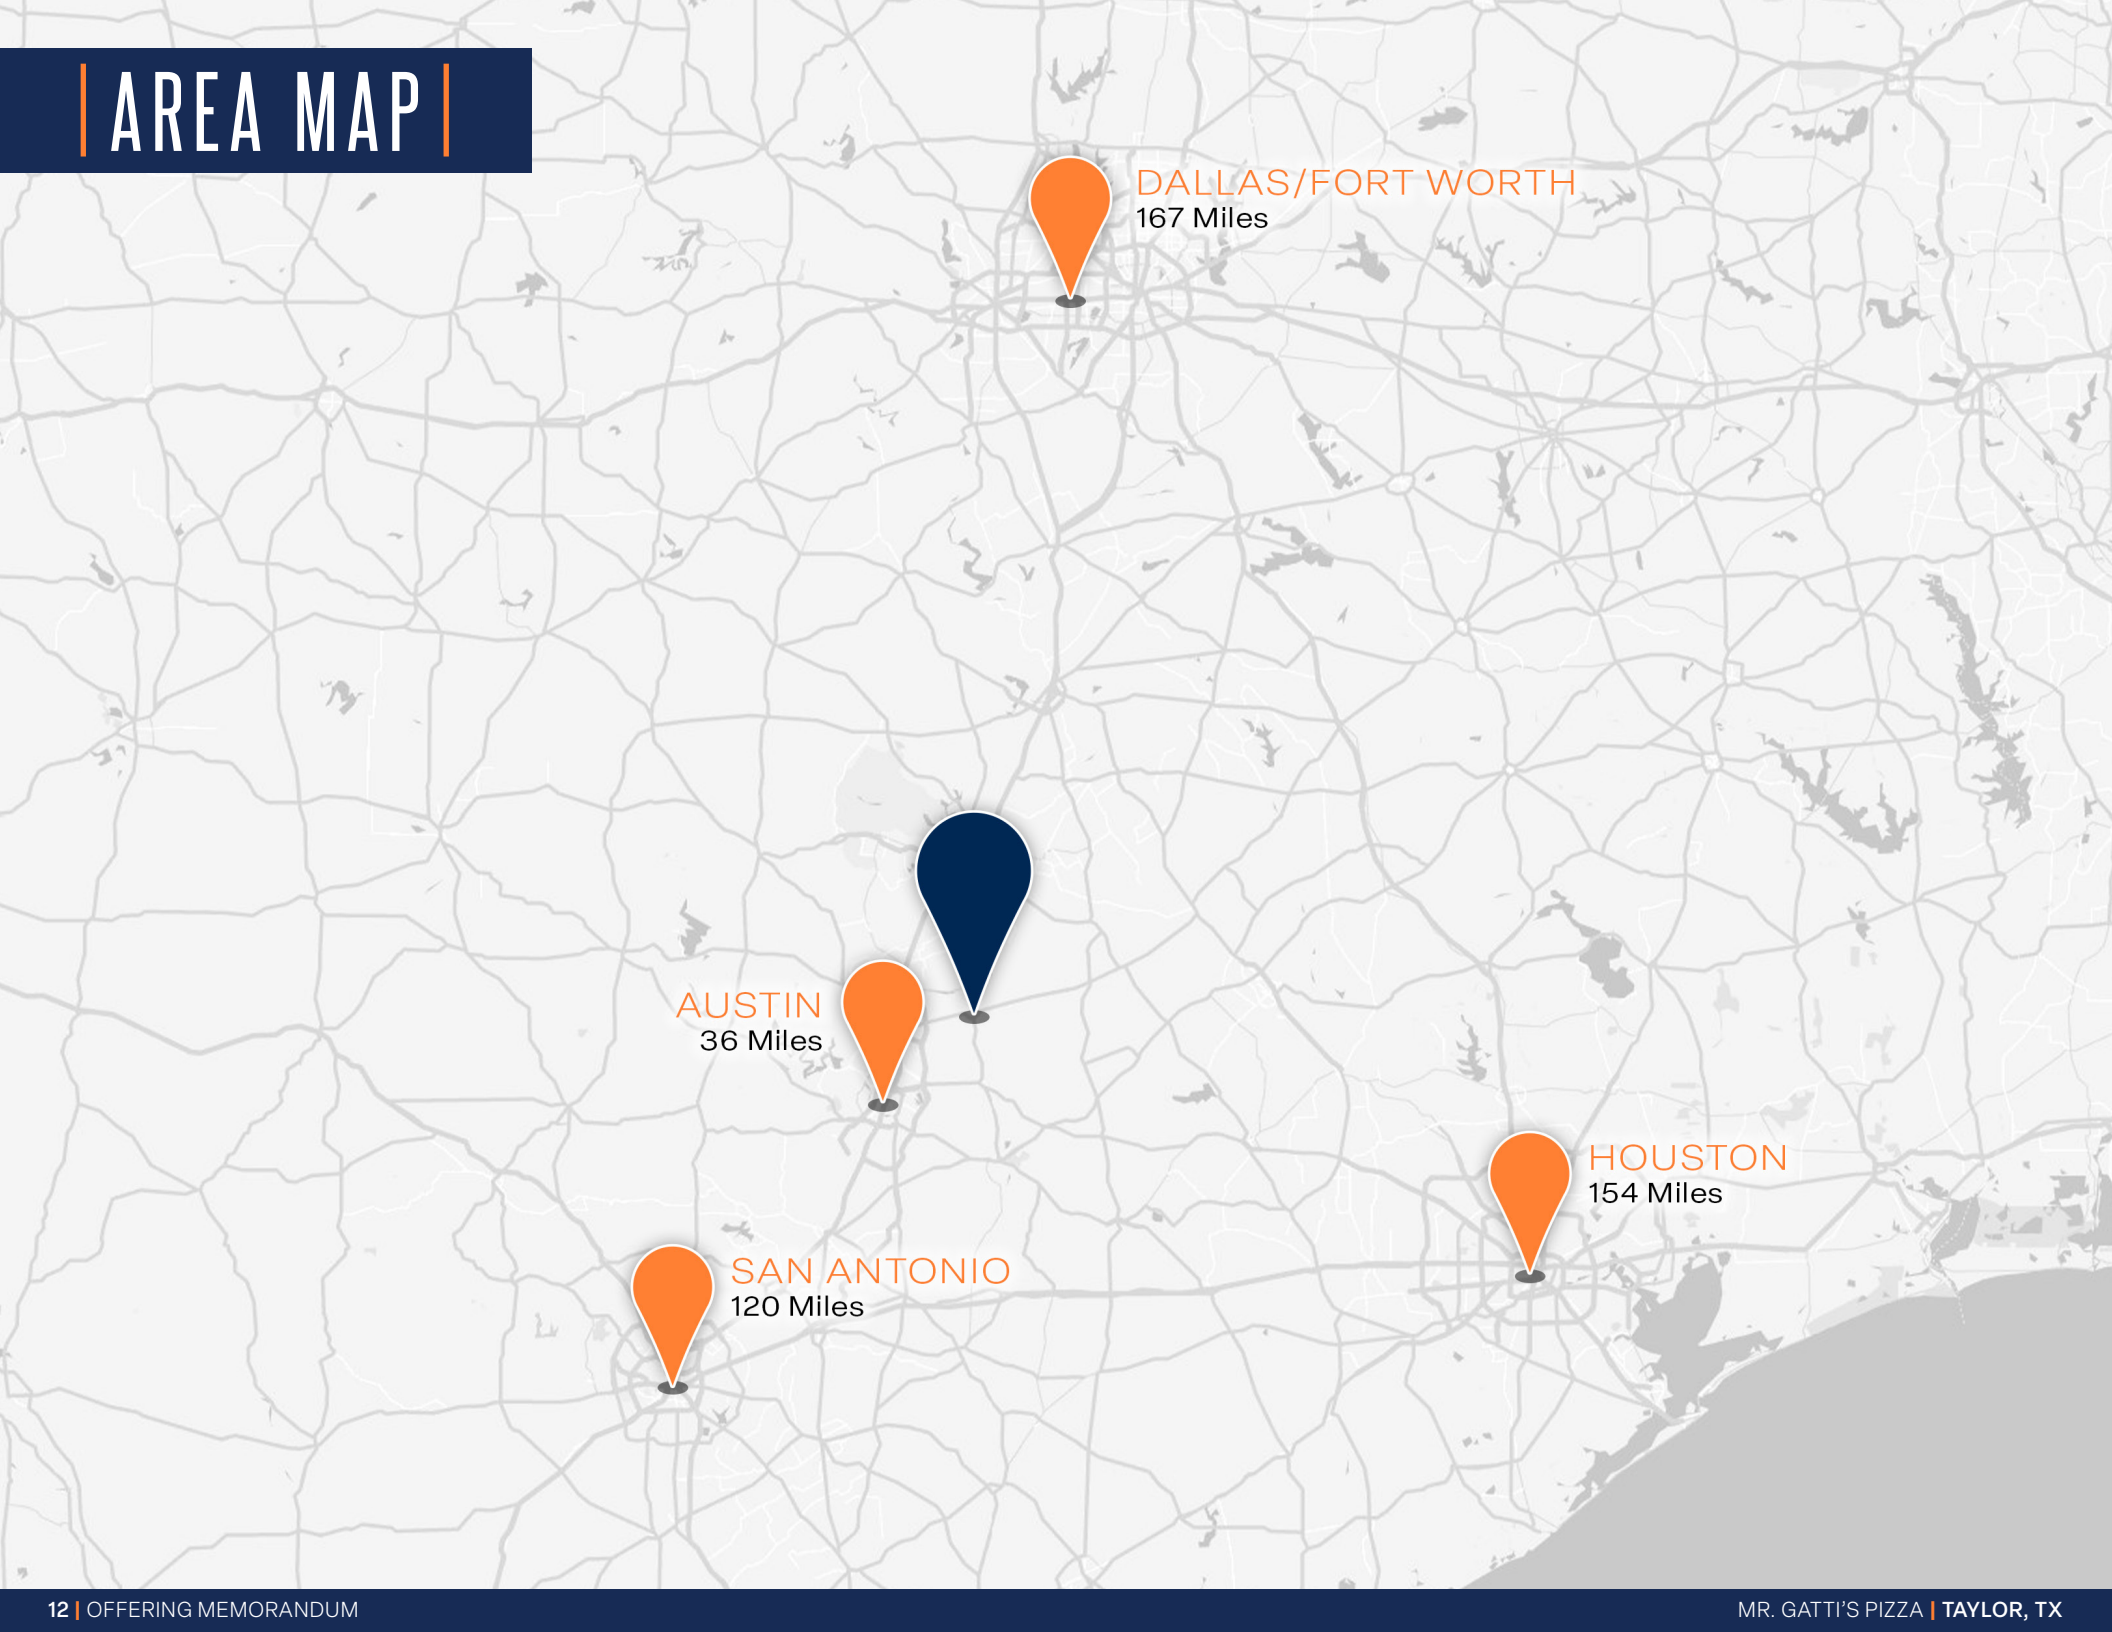 AREA MAP
DALLAS/FORT WORTH
167 Miles
AUSTIN
36 Miles
HOUSTON
154 Miles
SAN ANTONIO
120 Miles
12 | OFFERING MEMORANDUM
MR. GATTI'S PIZZA | TAYLOR, TX